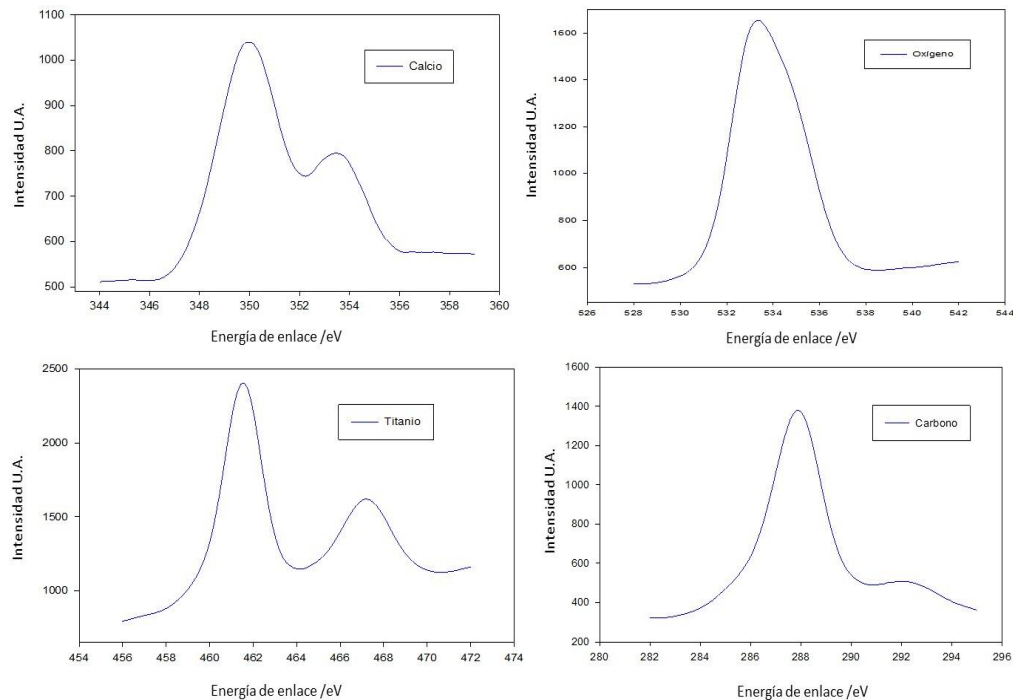 1100
1000
900
800
700
600
500
Intensidad U.A.
Calcio
344 346 348 350 352 354 356 358 360
Energía de enlace /eV
1600
1400
1200
1000
800
600
Intensidad U.A.
Oxígeno
526 528 530 532 534 536 538 540 542 544
Energía de enlace /eV
2500
2000
1500
1000
Intensidad U.A.
Titanio
454 456 458 460 462 464 466 468 470 472 474
Energía de enlace /eV
1600
1400
1200
1000
800
600
400
200
Intensidad U.A.
Carbono
280 282 284 286 288 290 292 294 296
Energía de enlace /eV